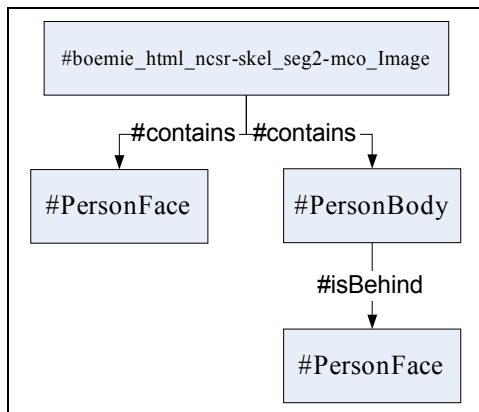 #boemie_html_ncsr-skel_seg2-mco_Image
#contains #contains
#PersonFace #PersonBody
#isBehind
#PersonFace